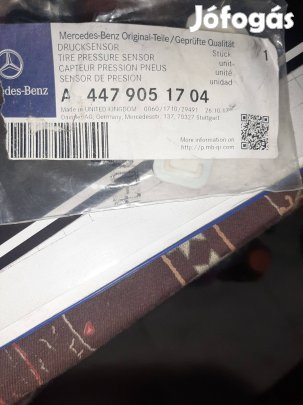 Jófogás
Mercedes-Benz Original-Teile/Geprüfte Qualität
DRUCKSENSOR
TIRE PRESSURE SENSOR
CAPTEUR PRESSION PNEUS
SENSOR DE PRESION
Stück
unit
unité
unidad
1
Mercedes-Benz
A 447 905 17 04
Made in UNITED KINGDOM
Daimler AG, Germany, Mercedesstr. 137, 70327 Stuttgart
More information on
http://p.mb-qr.com